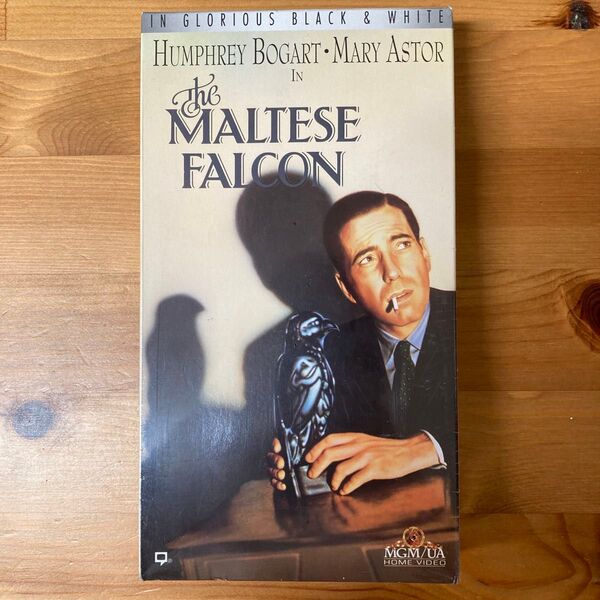 IN GLORIOUS BLACK & WHITE
HUMPHREY BOGART • MARY ASTOR
IN
The
MALTESE
FALCON
MGM/UA
HOME VIDEO